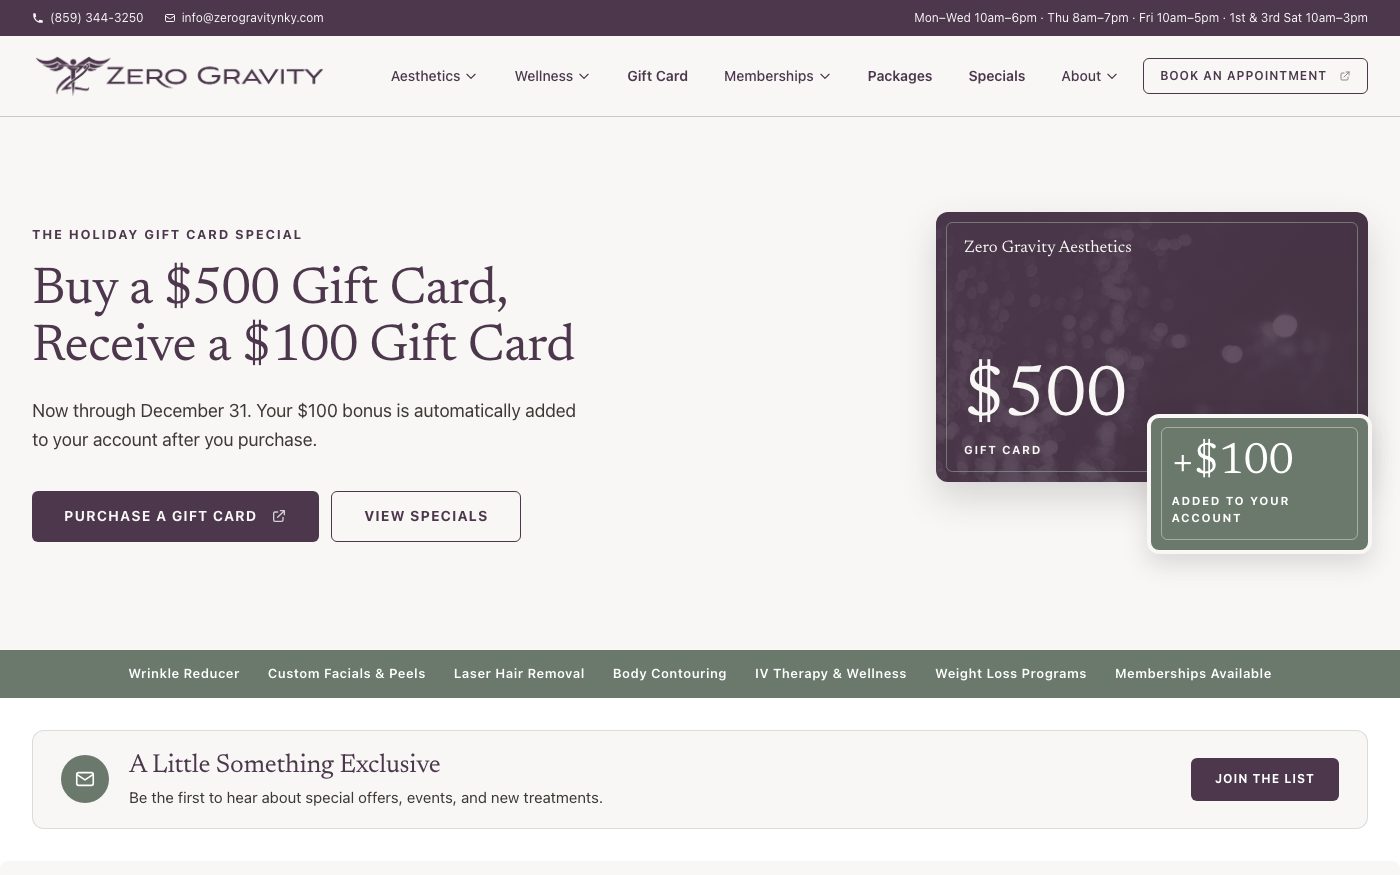 (859) 344-3250 info@zerogravitynky.com Mon–Wed 10am–6pm · Thu 8am–7pm · Fri 10am–5pm · 1st & 3rd Sat 10am–3pm
ZERO GRAVITY Aesthetics Wellness Gift Card Memberships Packages Specials About BOOK AN APPOINTMENT
THE HOLIDAY GIFT CARD SPECIAL
Buy a $500 Gift Card,
Receive a $100 Gift Card
Now through December 31. Your $100 bonus is automatically added
to your account after you purchase.
PURCHASE A GIFT CARD VIEW SPECIALS
Zero Gravity Aesthetics
$500
GIFT CARD
+$100
ADDED TO YOUR
ACCOUNT
Wrinkle Reducer Custom Facials & Peels Laser Hair Removal Body Contouring IV Therapy & Wellness Weight Loss Programs Memberships Available
A Little Something Exclusive
Be the first to hear about special offers, events, and new treatments.
JOIN THE LIST